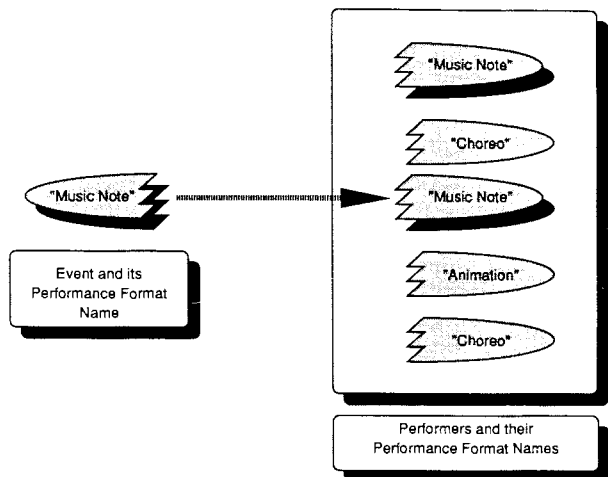 "Music Note"
"Choreo"
"Music Note"
"Music Note"
"Animation"
"Choreo"
Event and its
Performance Format
Name
Performers and their
Performance Format Names